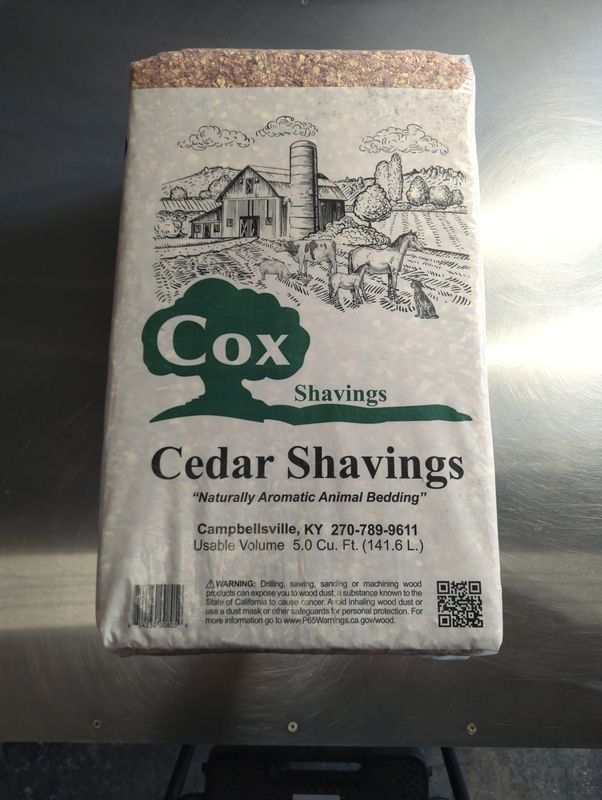 Cox
Shavings
Cedar Shavings
“Naturally Aromatic Animal Bedding”
Campbellsville, KY 270-789-9611
Usable Volume 5.0 Cu. Ft. (141.6 L.)
⚠WARNING: Drilling, sawing, sanding or machining wood
products can expose you to wood dust, a substance known to the
State of California to cause cancer. Avoid inhaling wood dust or
use a dust mask or other safeguards for personal protection. For
more information go to www.P65Warnings.ca.gov/wood.